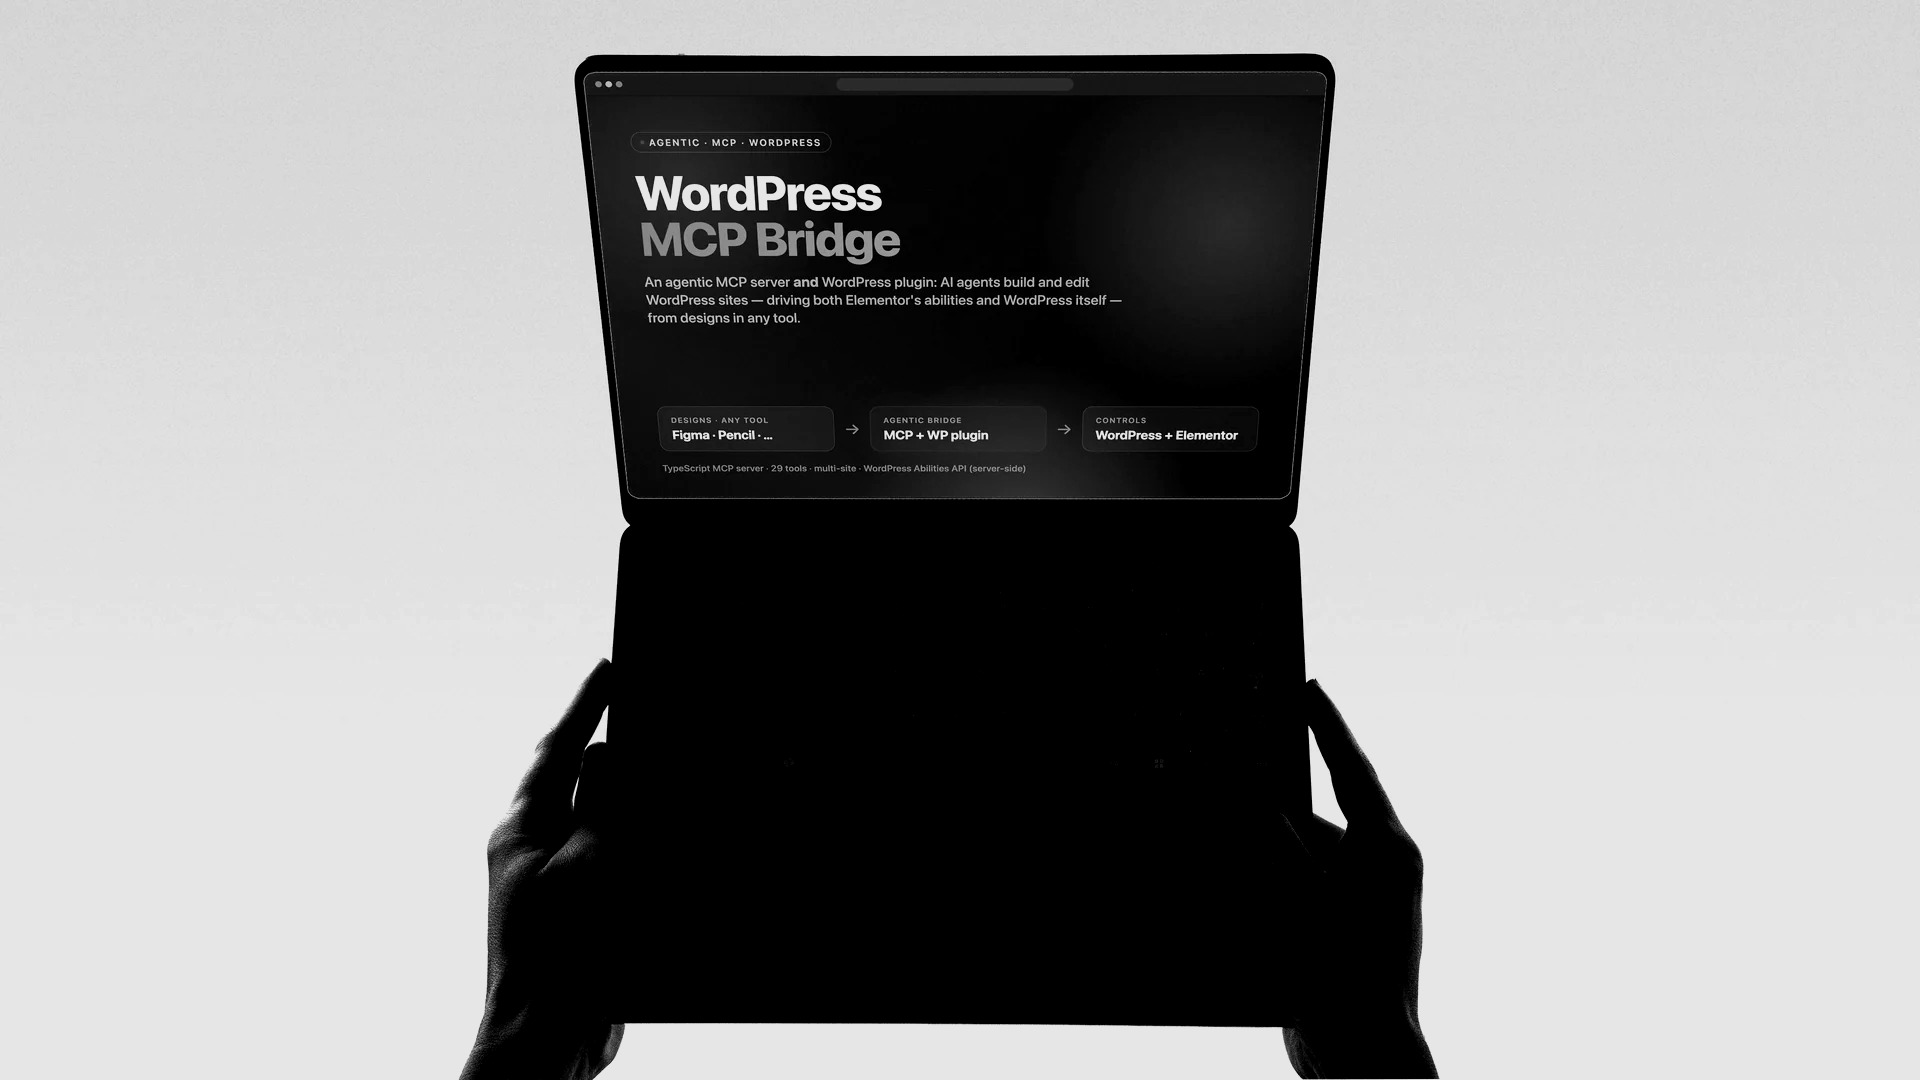 AGENTIC · MCP · WORDPRESS
WordPress
MCP Bridge
An agentic MCP server and WordPress plugin: AI agents build and edit
WordPress sites — driving both Elementor's abilities and WordPress itself —
from designs in any tool.
DESIGNS · ANY TOOL
Figma · Pencil · ...
AGENTIC BRIDGE
MCP + WP plugin
CONTROLS
WordPress + Elementor
TypeScript MCP server · 29 tools · multi-site · WordPress Abilities API (server-side)